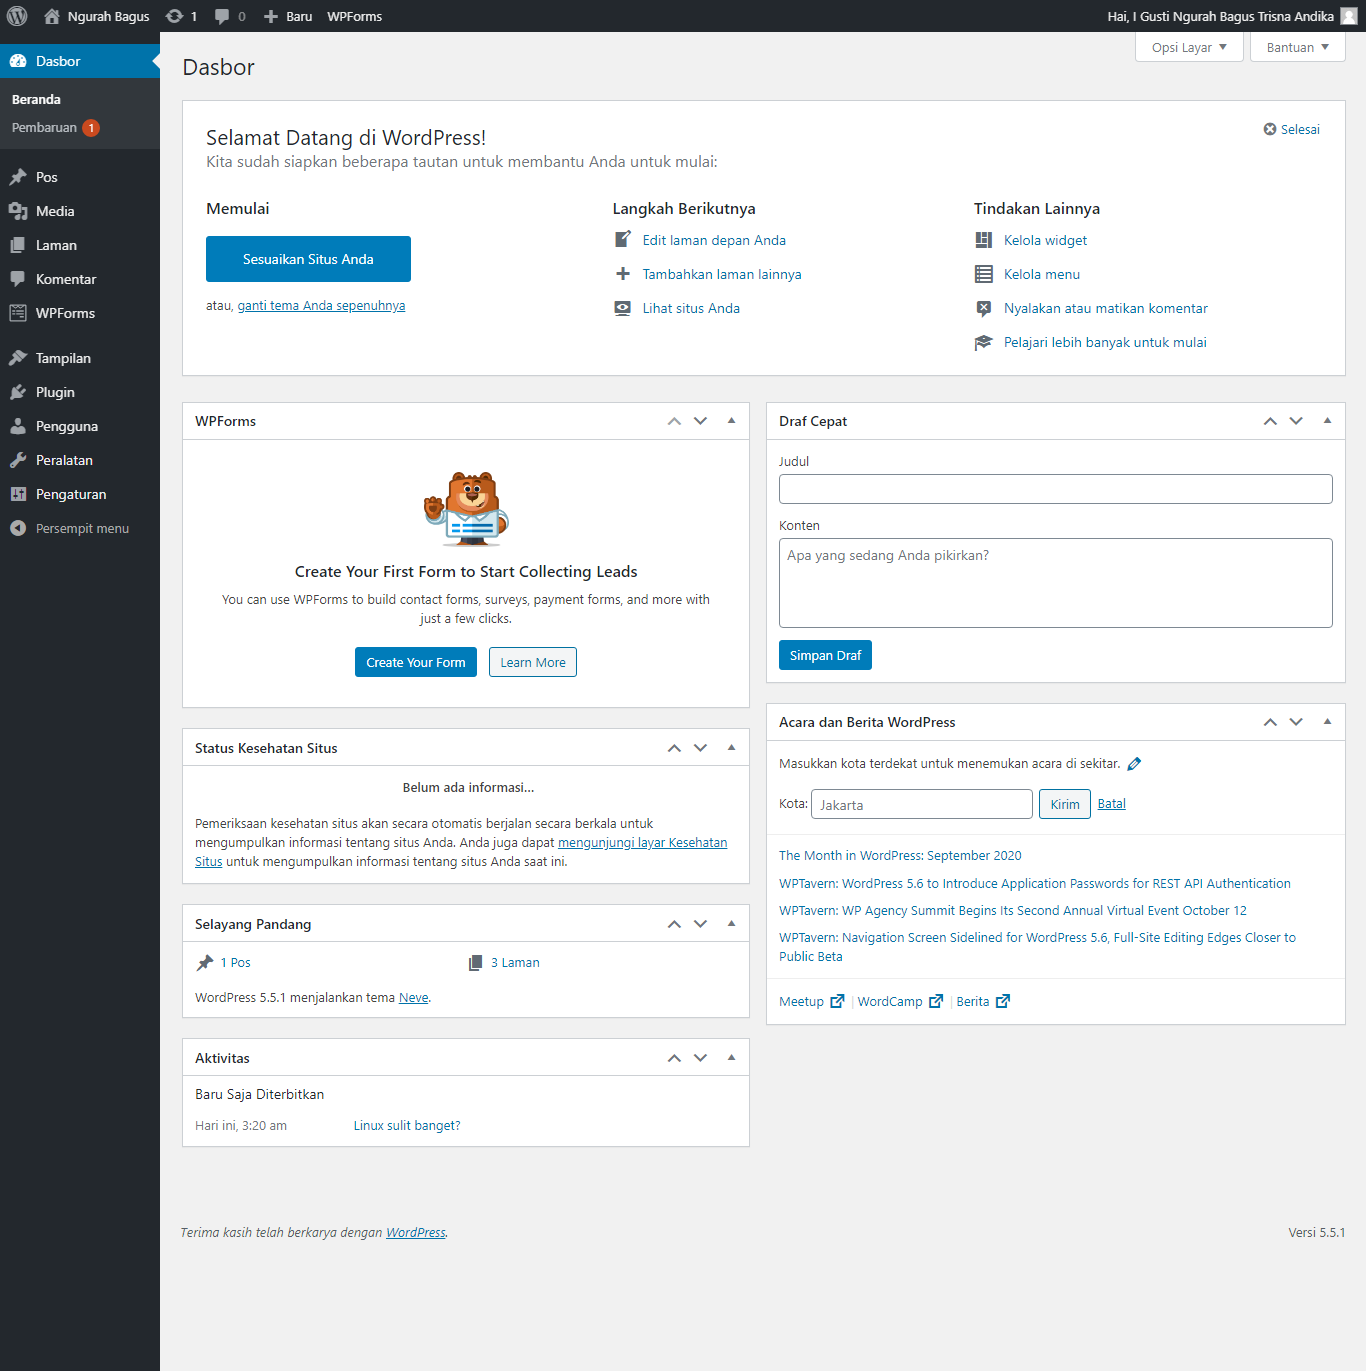 Ngurah Bagus 1 0 Baru WPForms Hai, I Gusti Ngurah Bagus Trisna Andika
Dasbor
Beranda
Pembaruan 1
Pos
Media
Laman
Komentar
WPForms
Tampilan
Plugin
Pengguna
Peralatan
Pengaturan
Persempit menu
Opsi Layar Bantuan
Dasbor
Selamat Datang di WordPress!
Selesai
Kita sudah siapkan beberapa tautan untuk membantu Anda untuk mulai:
Memulai
Sesuaikan Situs Anda
atau, ganti tema Anda sepenuhnya
Langkah Berikutnya
Edit laman depan Anda
Tambahkan laman lainnya
Lihat situs Anda
Tindakan Lainnya
Kelola widget
Kelola menu
Nyalakan atau matikan komentar
Pelajari lebih banyak untuk mulai
WPForms
Create Your First Form to Start Collecting Leads
You can use WPForms to build contact forms, surveys, payment forms, and more with
just a few clicks.
Create Your Form Learn More
Status Kesehatan Situs
Belum ada informasi...
Pemeriksaan kesehatan situs akan secara otomatis berjalan secara berkala untuk
mengumpulkan informasi tentang situs Anda. Anda juga dapat mengunjungi layar Kesehatan
Situs untuk mengumpulkan informasi tentang situs Anda saat ini.
Selayang Pandang
1 Pos 3 Laman
WordPress 5.5.1 menjalankan tema Neve.
Aktivitas
Baru Saja Diterbitkan
Hari ini, 3:20 am Linux sulit banget?
Draf Cepat
Judul
Konten
Apa yang sedang Anda pikirkan?
Simpan Draf
Acara dan Berita WordPress
Masukkan kota terdekat untuk menemukan acara di sekitar.
Kota: Jakarta Kirim Batal
The Month in WordPress: September 2020
WPTavern: WordPress 5.6 to Introduce Application Passwords for REST API Authentication
WPTavern: WP Agency Summit Begins Its Second Annual Virtual Event October 12
WPTavern: Navigation Screen Sidelined for WordPress 5.6, Full-Site Editing Edges Closer to
Public Beta
Meetup | WordCamp | Berita
Terima kasih telah berkarya dengan WordPress. Versi 5.5.1